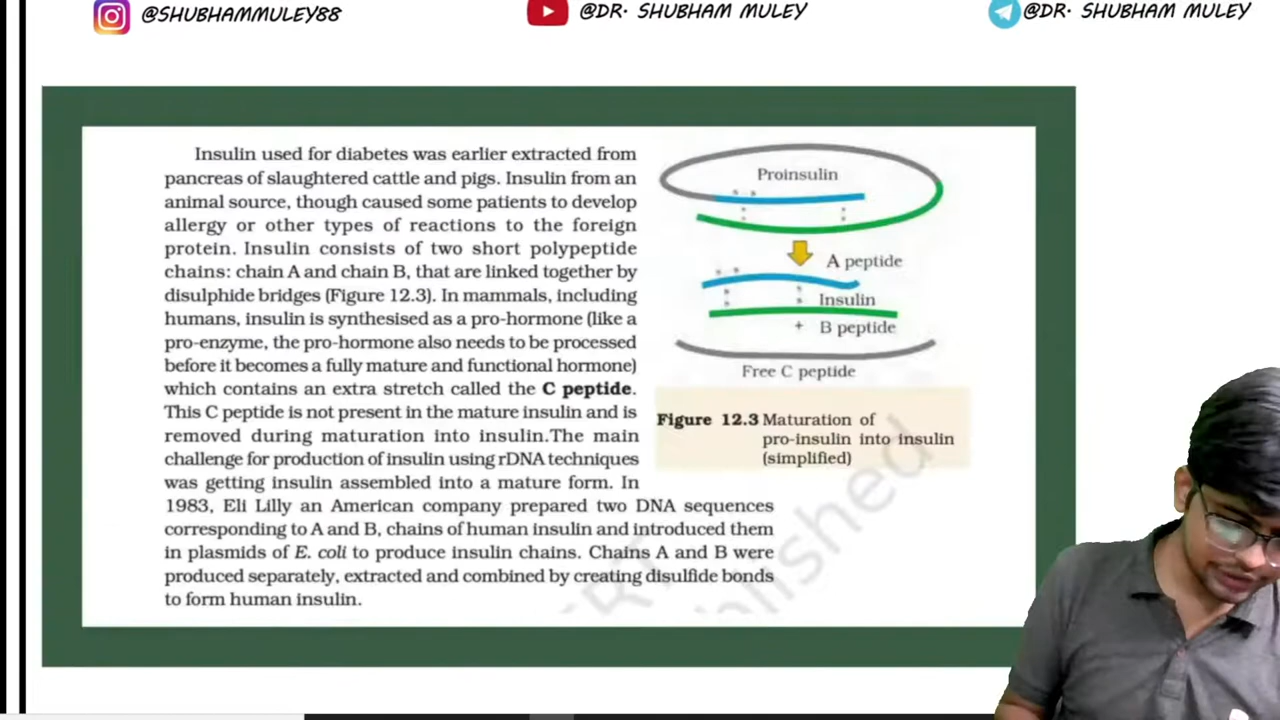 @SHUBHAMMULEY88
@DR. SHUBHAM MULEY
@DR. SHUBHAM MULEY
Insulin used for diabetes was earlier extracted from
pancreas of slaughtered cattle and pigs. Insulin from an
animal source, though caused some patients to develop
allergy or other types of reactions to the foreign
protein. Insulin consists of two short polypeptide
chains: chain A and chain B, that are linked together by
disulphide bridges (Figure 12.3). In mammals, including
humans, insulin is synthesised as a pro-hormone (like a
pro-enzyme, the pro-hormone also needs to be processed
before it becomes a fully mature and functional hormone)
which contains an extra stretch called the C peptide.
This C peptide is not present in the mature insulin and is
removed during maturation into insulin.The main
challenge for production of insulin using rDNA techniques
was getting insulin assembled into a mature form. In
1983, Eli Lilly an American company prepared two DNA sequences
corresponding to A and B, chains of human insulin and introduced them
in plasmids of E. coli to produce insulin chains. Chains A and B were
produced separately, extracted and combined by creating disulfide bonds
to form human insulin.
Proinsulin
A peptide
Insulin
+ B peptide
Free C peptide
Figure 12.3 Maturation of
pro-insulin into insulin
(simplified)